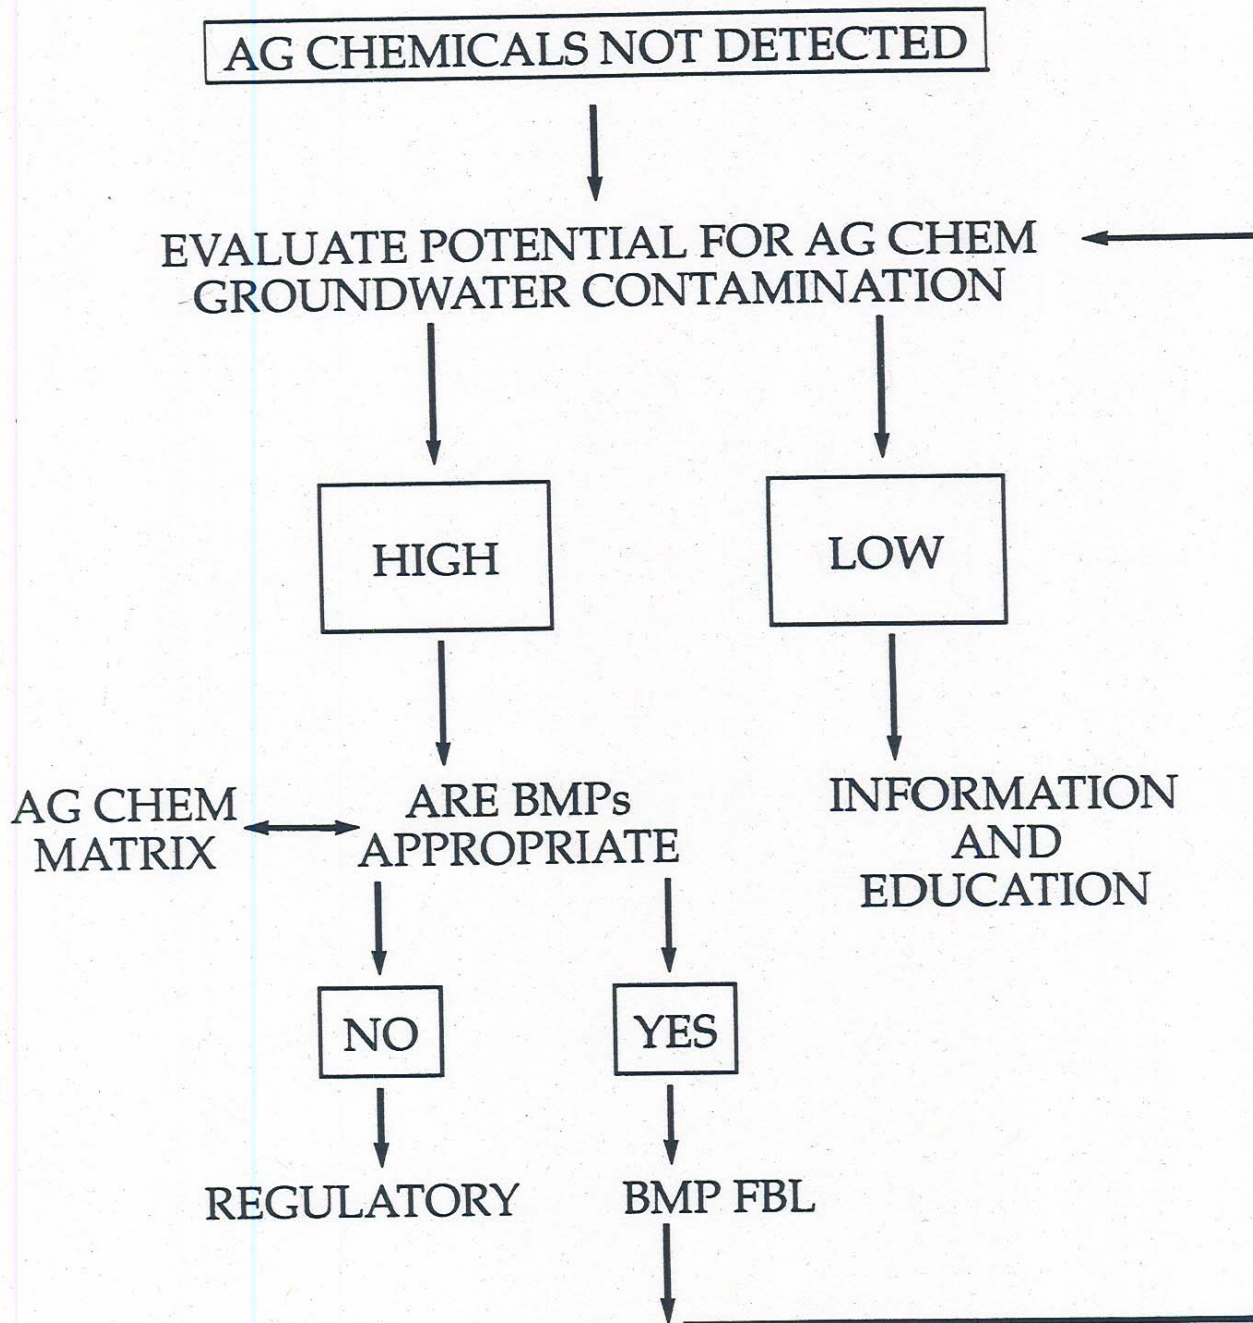 AG CHEMICALS NOT DETECTED
EVALUATE POTENTIAL FOR AG CHEM
GROUNDWATER CONTAMINATION
HIGH
LOW
AG CHEM
MATRIX
ARE BMPs
APPROPRIATE
INFORMATION
AND
EDUCATION
NO
YES
REGULATORY
BMP FBL